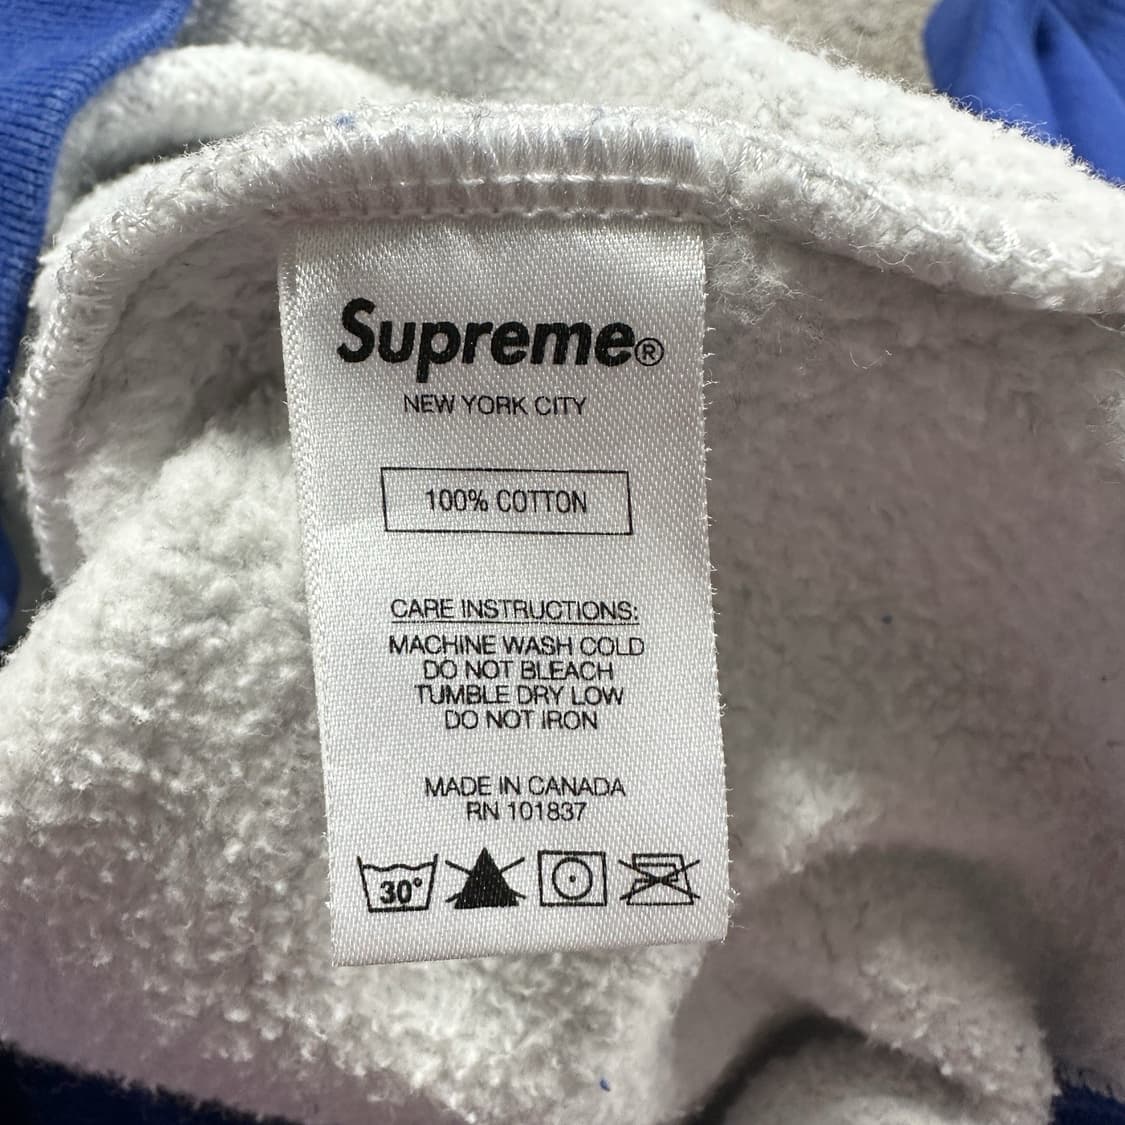 Supreme®
NEW YORK CITY
100% COTTON
CARE INSTRUCTIONS:
MACHINE WASH COLD
DO NOT BLEACH
TUMBLE DRY LOW
DO NOT IRON
MADE IN CANADA
RN 101837
30°